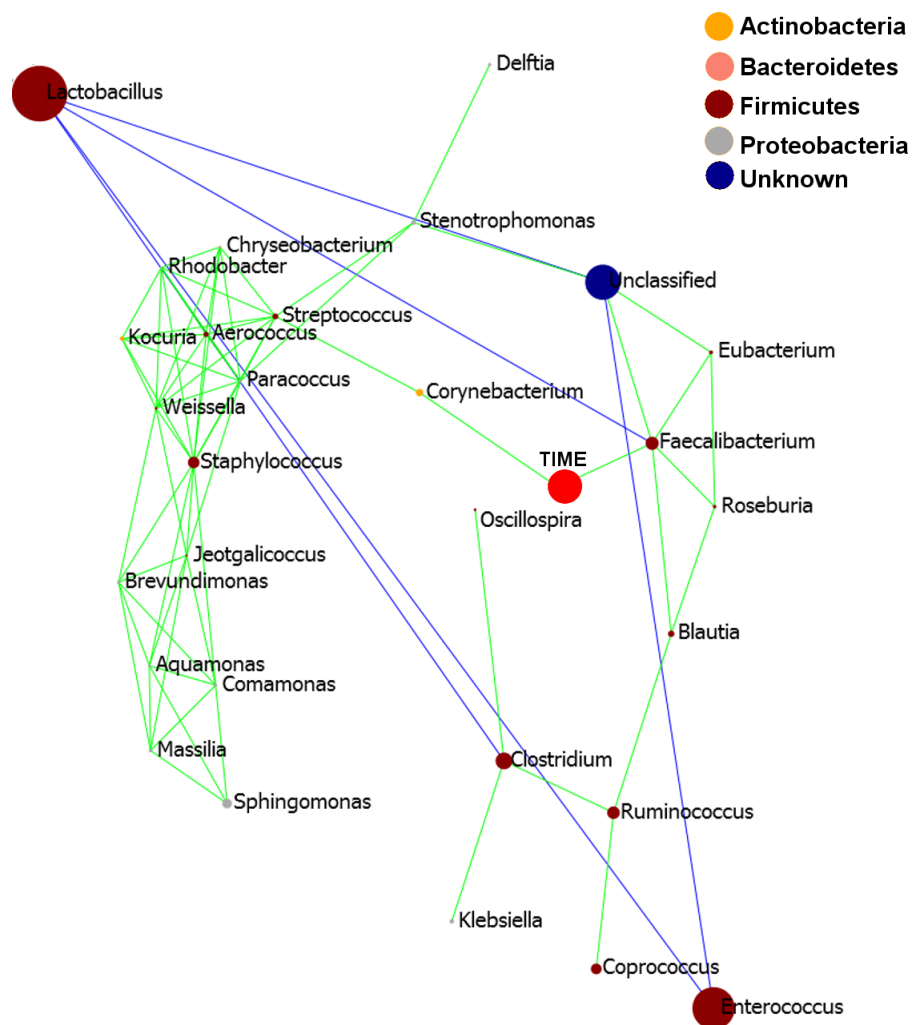 Actinobacteria
Delftia
Bacteroidetes
Lactobacillus
Firmicutes
Proteobacteria
Unknown
Stenotrophomonas
Chryseobacterium
Rhodobacter
Unclassified
Streptococcus
Kocuria
Aerococcus
Eubacterium
Paracoccus
Corynebacterium
Weissella
Faecalibacterium
TIME
Staphylococcus
Roseburia
Oscillospira
Jeotgalicoccus
Brevundimonas
Blautia
Aquamonas
Comamonas
Massilia
Clostridium
Sphingomonas
Ruminococcus
Klebsiella
Coprococcus
Enterococcus